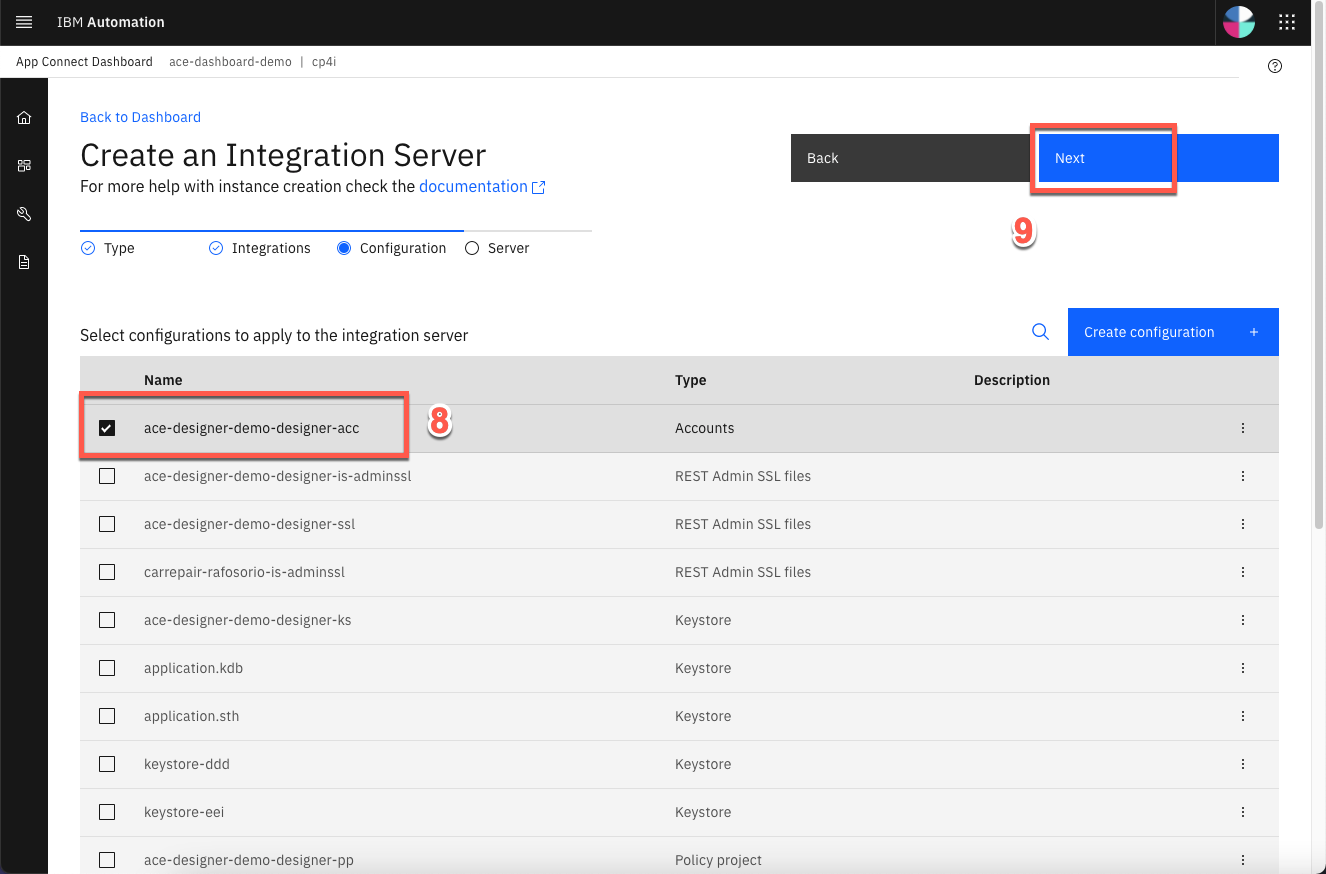 IBM Automation
App Connect Dashboard ace-dashboard-demo | cp4i
Back to Dashboard
Create an Integration Server
For more help with instance creation check the documentation
Back
Next
9
Type Integrations Configuration Server
Select configurations to apply to the integration server
Create configuration +
Name Type Description
ace-designer-demo-designer-acc Accounts
8
ace-designer-demo-designer-is-adminssl REST Admin SSL files
ace-designer-demo-designer-ssl REST Admin SSL files
carrepair-rafosorio-is-adminssl REST Admin SSL files
ace-designer-demo-designer-ks Keystore
application.kdb Keystore
application.sth Keystore
keystore-ddd Keystore
keystore-eei Keystore
ace-designer-demo-designer-pp Policy project